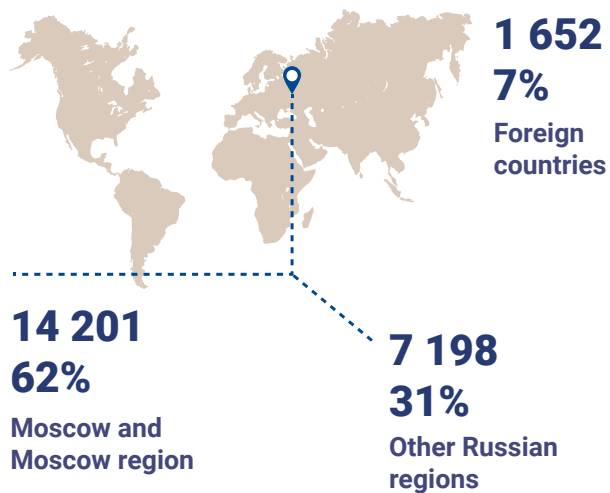 1 652
7%
Foreign
countries
14 201
62%
Moscow and
Moscow region
7 198
31%
Other Russian
regions